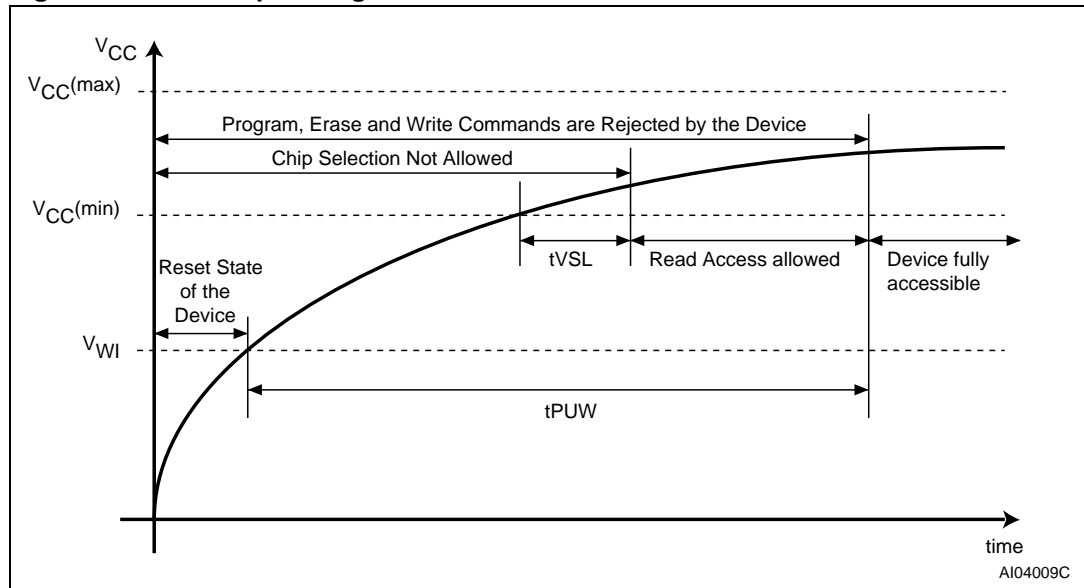 VCC
VCC(max)
Program, Erase and Write Commands are Rejected by the Device
Chip Selection Not Allowed
VCC(min)
tVSL
Read Access allowed
Device fully
accessible
Reset State
of the
Device
VWI
tPUW
time
AI04009C